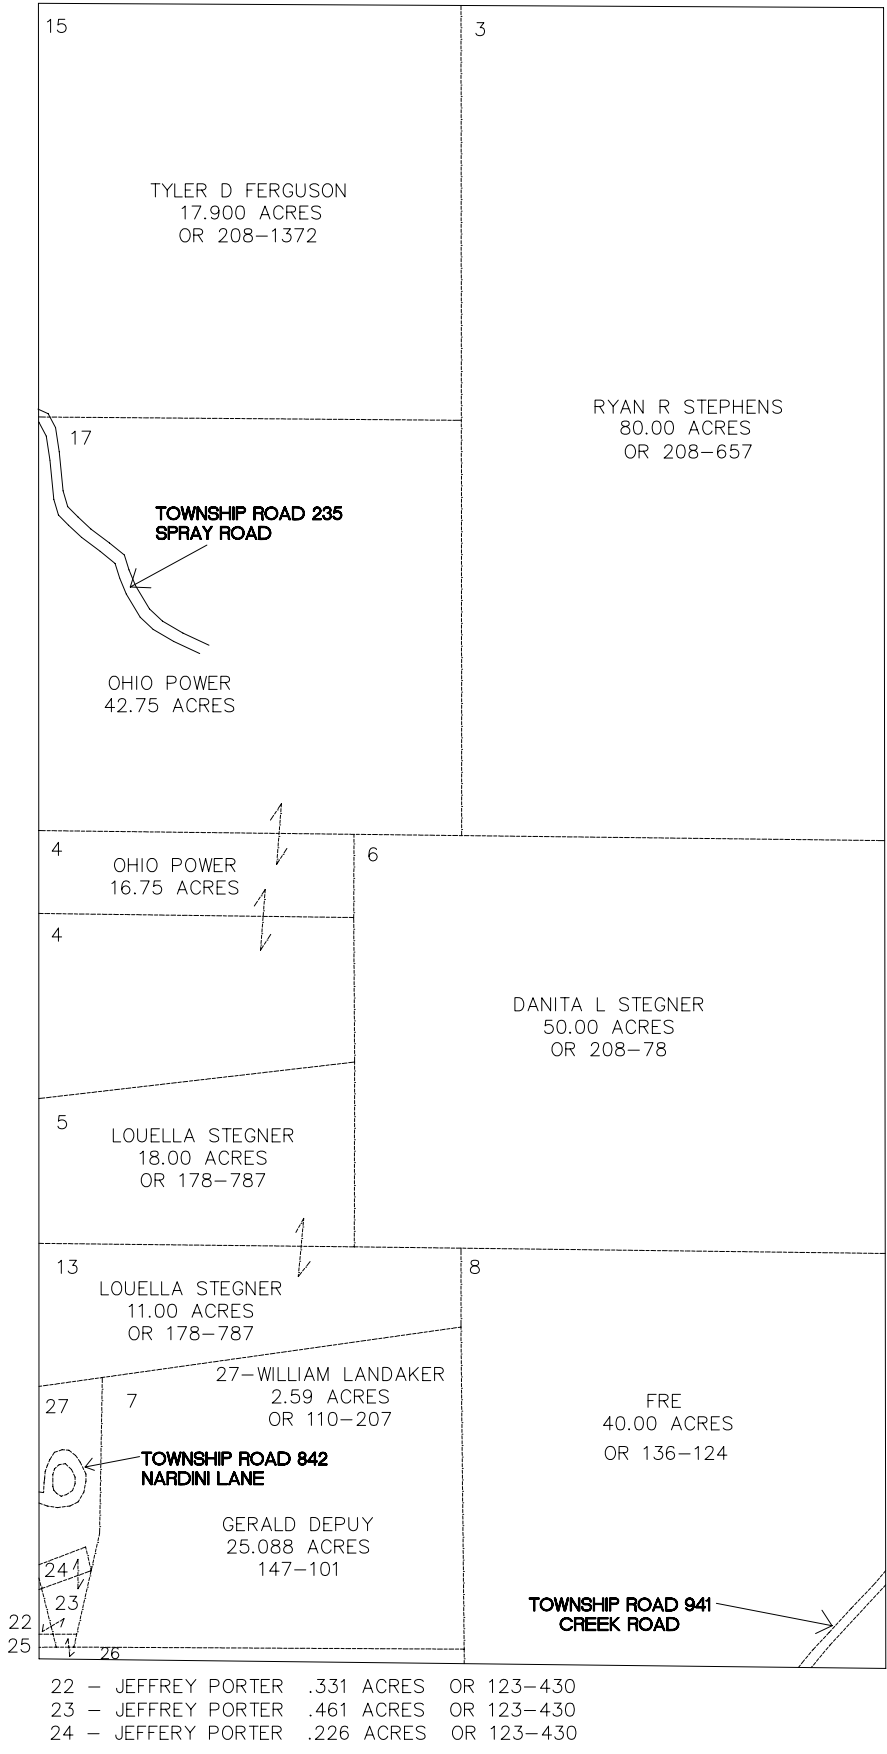 15
3
TYLER D FERGUSON
17.900 ACRES
OR 208-1372
RYAN R STEPHENS
80.00 ACRES
OR 208-657
17
TOWNSHIP ROAD 235
SPRAY ROAD
OHIO POWER
42.75 ACRES
4
OHIO POWER
16.75 ACRES
6
4
DANITA L STEGNER
50.00 ACRES
OR 208-78
5
LOUELLA STEGNER
18.00 ACRES
OR 178-787
13
LOUELLA STEGNER
11.00 ACRES
OR 178-787
8
27-WILLIAM LANDAKER
2.59 ACRES
OR 110-207
27
7
FRE
40.00 ACRES
OR 136-124
TOWNSHIP ROAD 842
NARDINI LANE
GERALD DEPUY
25.088 ACRES
147-101
24
23
TOWNSHIP ROAD 941
CREEK ROAD
22
25
26
22 - JEFFREY PORTER .331 ACRES OR 123-430
23 - JEFFREY PORTER .461 ACRES OR 123-430
24 - JEFFERY PORTER .226 ACRES OR 123-430